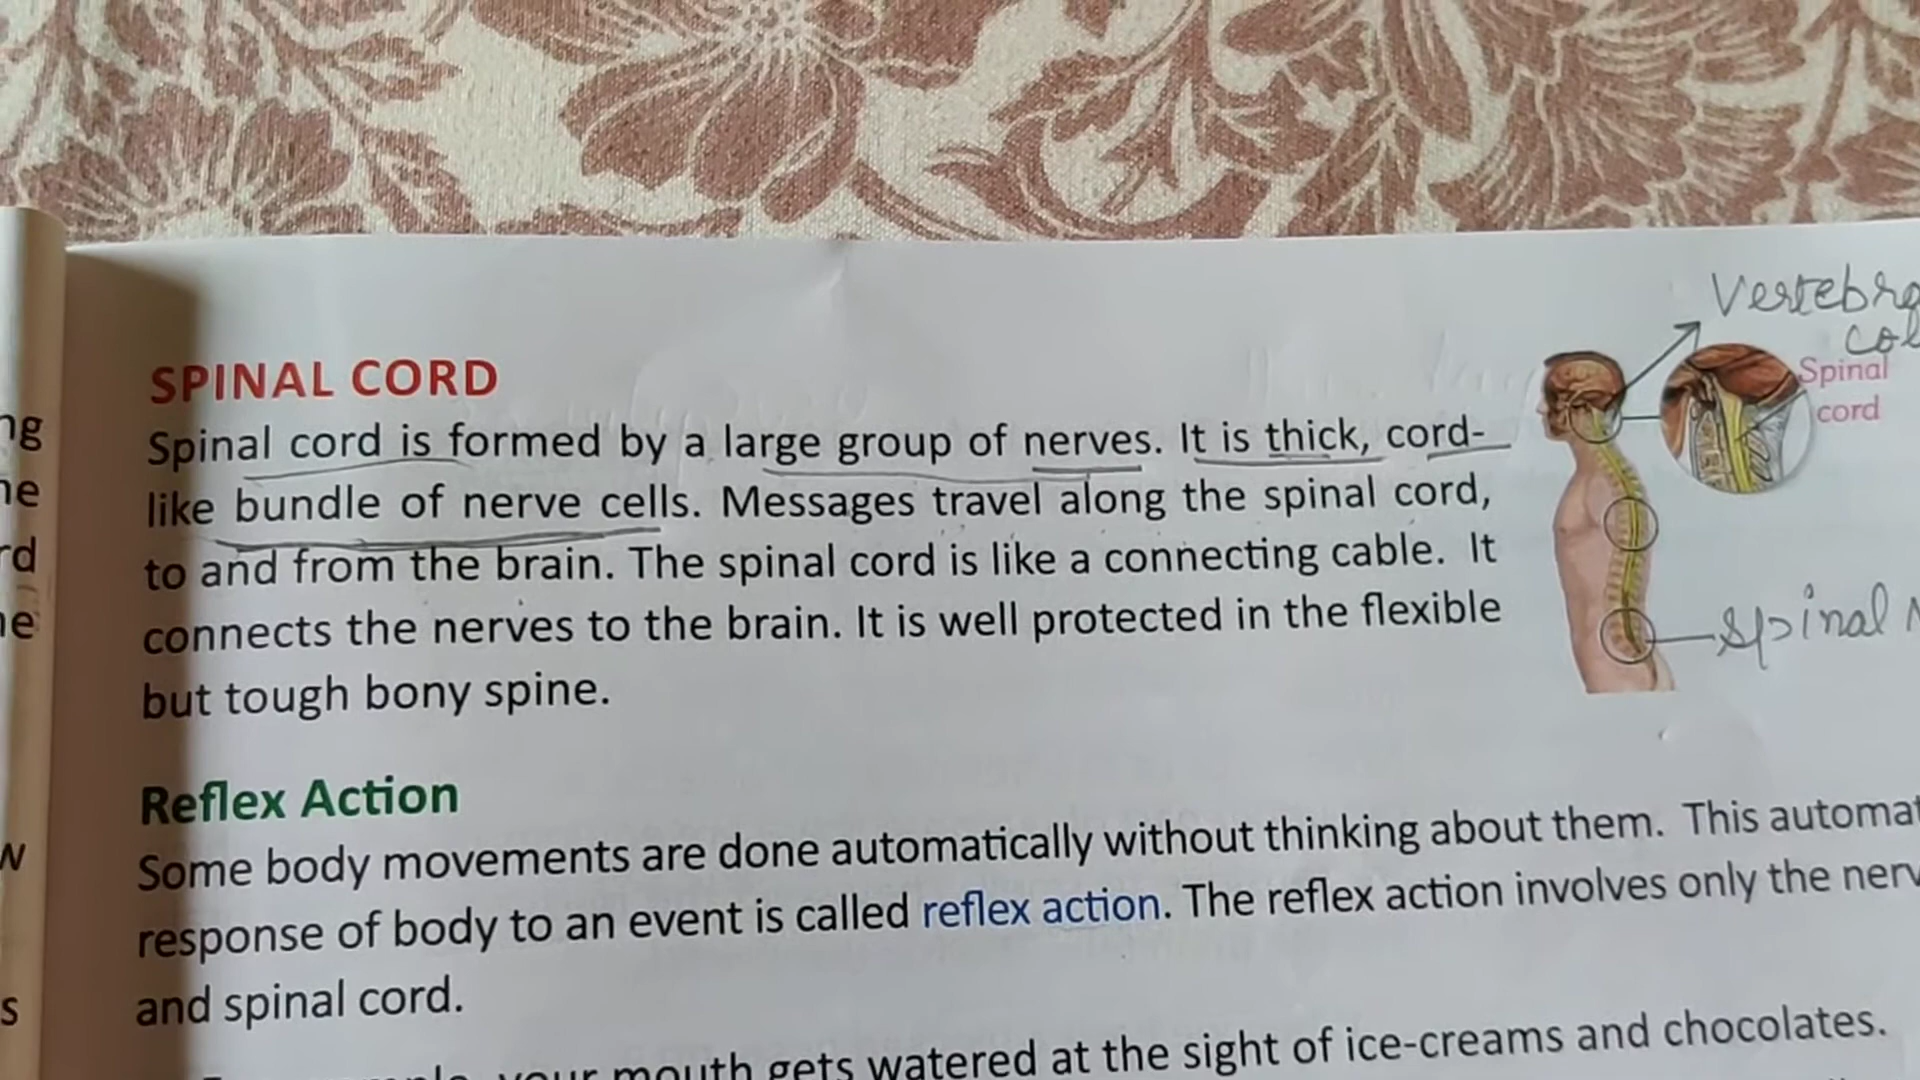 SPINAL CORD
Spinal cord is formed by a large group of nerves. It is thick, cord-
like bundle of nerve cells. Messages travel along the spinal cord,
to and from the brain. The spinal cord is like a connecting cable. It
connects the nerves to the brain. It is well protected in the flexible
but tough bony spine.
Vertebra
col
Spinal
cord
Spinal N
Reflex Action
Some body movements are done automatically without thinking about them. This automat
response of body to an event is called reflex action. The reflex action involves only the nerv
and spinal cord.
your mouth gets watered at the sight of ice-creams and chocolates.
ng
ne
rd
ne
w
s